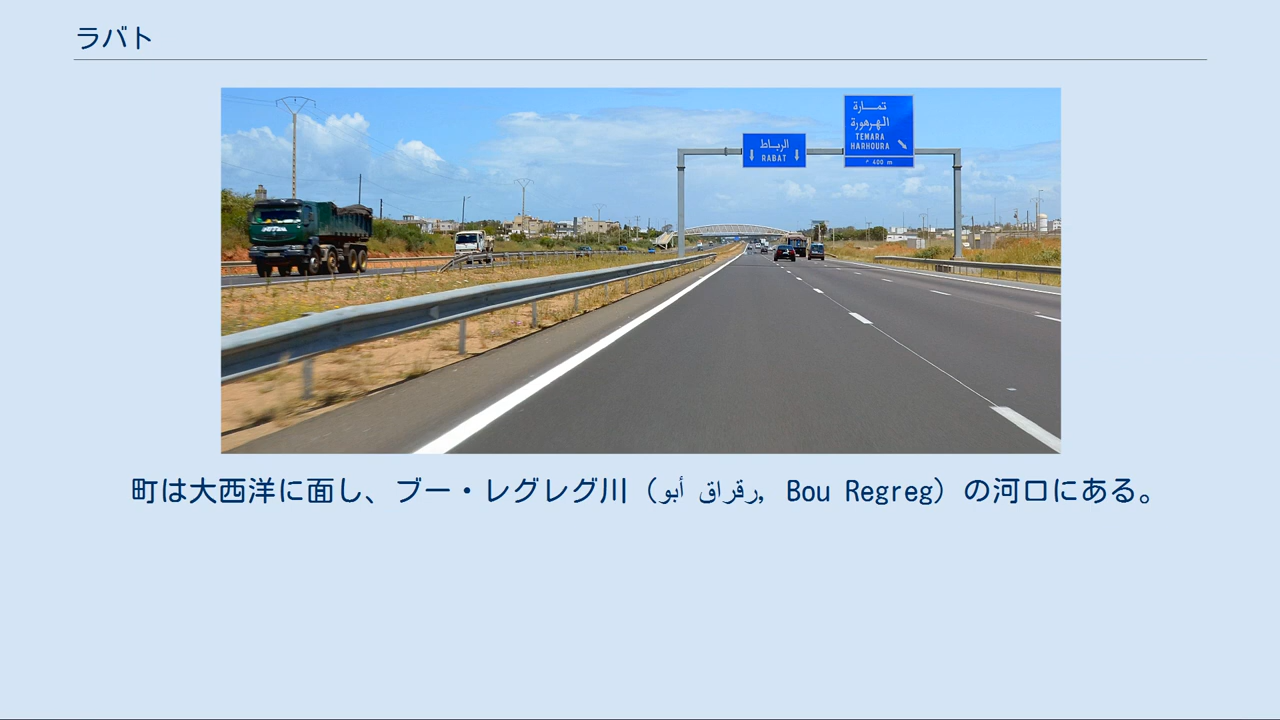 ラバト
تمارة
الهرهورة
TEMARA
HARHOURA
400 m
الرباط
RABAT
町は大西洋に面し、ブー・レグレグ川 (أبو رقراق, Bou Regreg) の河口にある。